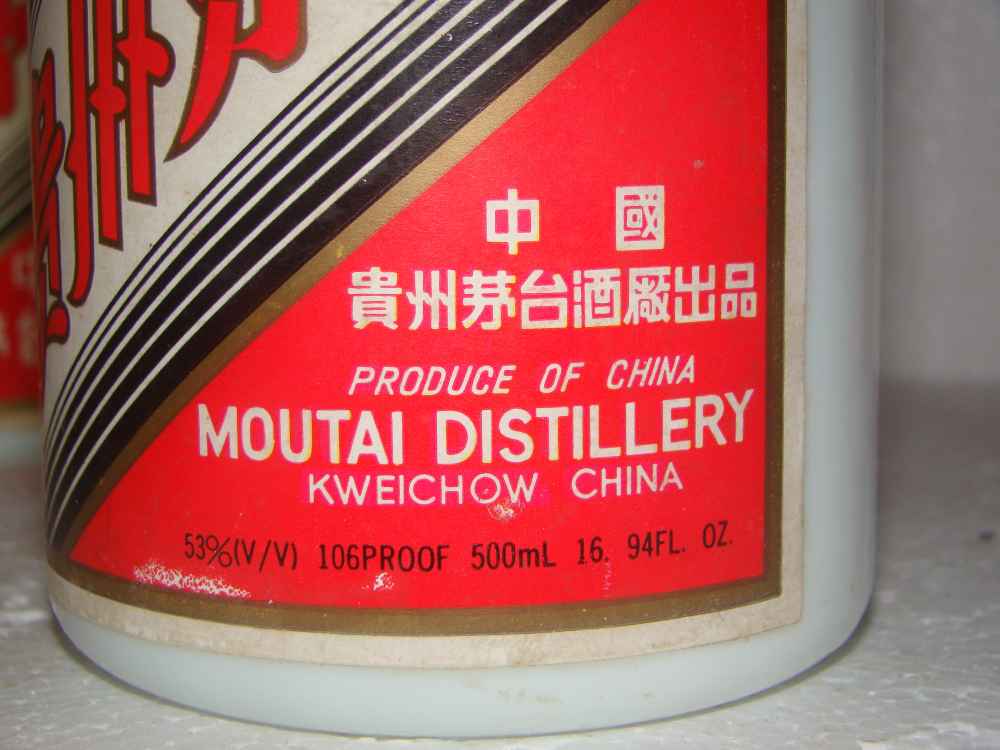 中國
貴州茅台酒廠出品
PRODUCE OF CHINA
MOUTAI DISTILLERY
KWEICHOW CHINA
53%(V/V) 106PROOF 500mL 16. 94FL. OZ.